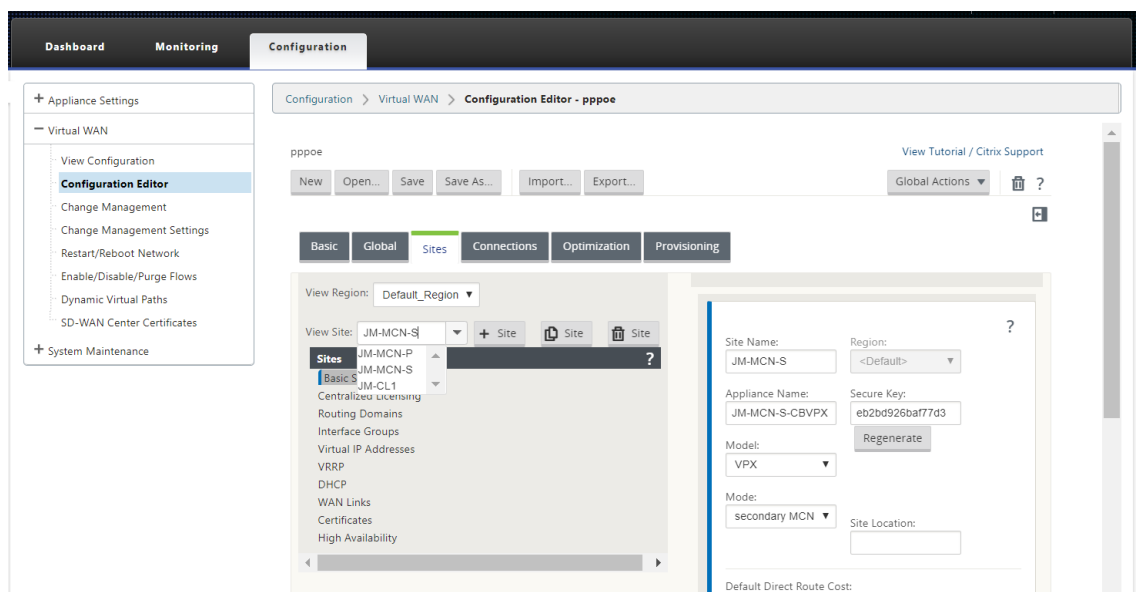 Dashboard Monitoring Configuration
+ Appliance Settings
− Virtual WAN
View Configuration
Configuration Editor
Change Management
Change Management Settings
Restart/Reboot Network
Enable/Disable/Purge Flows
Dynamic Virtual Paths
SD-WAN Center Certificates
+ System Maintenance
Configuration > Virtual WAN > Configuration Editor - pppoe
pppoe
View Tutorial / Citrix Support
New Open... Save Save As... Import... Export... Global Actions ▼ ?
Basic Global Sites Connections Optimization Provisioning
View Region: Default_Region ▼
View Site: JM-MCN-S + Site Site Site
JM-MCN-P
JM-MCN-S
JM-CL1
Sites ?
Basic S
Centralized Licensing
Routing Domains
Interface Groups
Virtual IP Addresses
VRRP
DHCP
WAN Links
Certificates
High Availability
?
Site Name: Region:
JM-MCN-S <Default> ▼
Appliance Name: Secure Key:
JM-MCN-S-CBVPX eb2bd926baf77d3
Regenerate
Model:
VPX ▼
Mode:
secondary MCN ▼
Site Location:
Default Direct Route Cost: